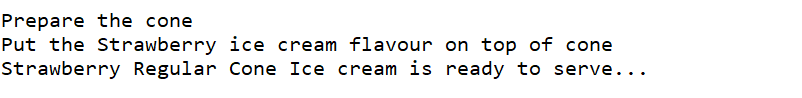 Prepare the cone
Put the Strawberry ice cream flavour on top of cone
Strawberry Regular Cone Ice cream is ready to serve...